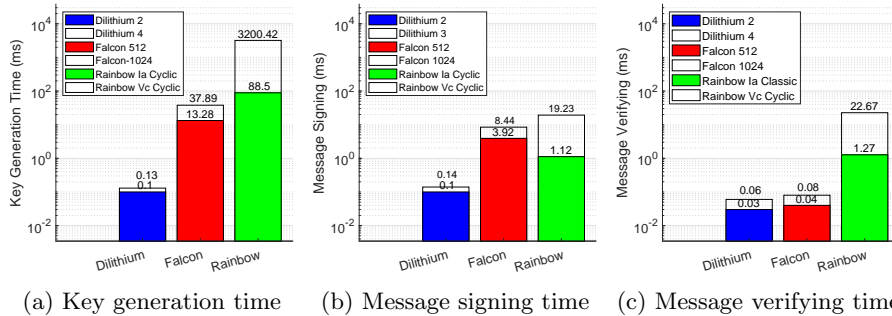 Key Generation Time (ms)
10^4
10^2
10^0
10^-2
Dilithium 2
Dilithium 4
Falcon 512
Falcon-1024
Rainbow Ia Cyclic
Rainbow Vc Cyclic
3200.42
88.5
37.89
13.28
0.13
0.1
Dilithium
Falcon
Rainbow
(a) Key generation time
Message Signing (ms)
10^4
10^2
10^0
10^-2
Dilithium 2
Dilithium 3
Falcon 512
Falcon 1024
Rainbow Ia Cyclic
Rainbow Vc Cyclic
19.23
8.44
3.92
1.12
0.14
0.1
Dilithium
Falcon
Rainbow
(b) Message signing time
Message Verifying (ms)
10^4
10^2
10^0
10^-2
Dilithium 2
Dilithium 4
Falcon 512
Falcon 1024
Rainbow Ia Classic
Rainbow Vc Cyclic
22.67
1.27
0.06
0.03
0.08
0.04
Dilithium
Falcon
Rainbow
(c) Message verifying time